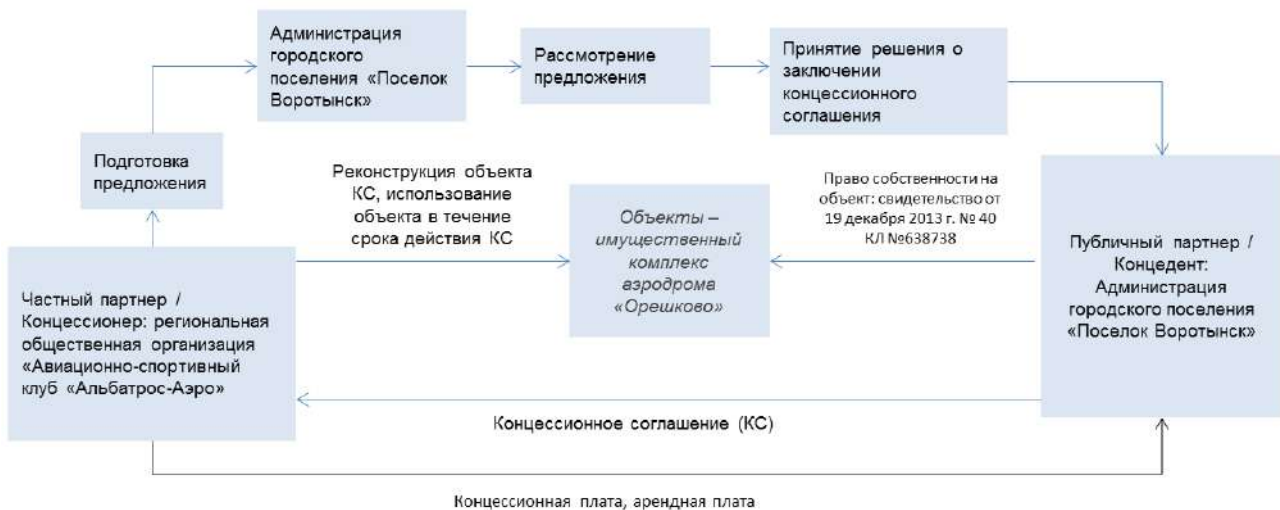 Администрация
городского
поселения «Поселок
Воротынск»
Рассмотрение
предложения
Принятие решения о
заключении
концессионного
соглашения
Подготовка
предложения
Реконструкция объекта
КС, использование
объекта в течение
срока действия КС
Объекты –
имущественный
комплекс
аэродрома
«Орешково»
Право собственности на
объект: свидетельство от
19 декабря 2013 г. № 40
КЛ №638738
Публичный партнер /
Концедент:
Администрация
городского поселения
«Поселок Воротынск»
Частный партнер /
Концессионер: региональная
общественная организация
«Авиационно-спортивный
клуб «Альбатрос-Аэро»
Концессионное соглашение (КС)
Концессионная плата, арендная плата